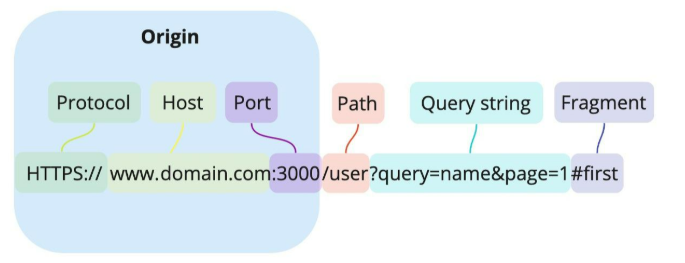 Origin
Protocol Host Port Path Query string Fragment
HTTPS:// www.domain.com:3000/user?query=name&page=1#first